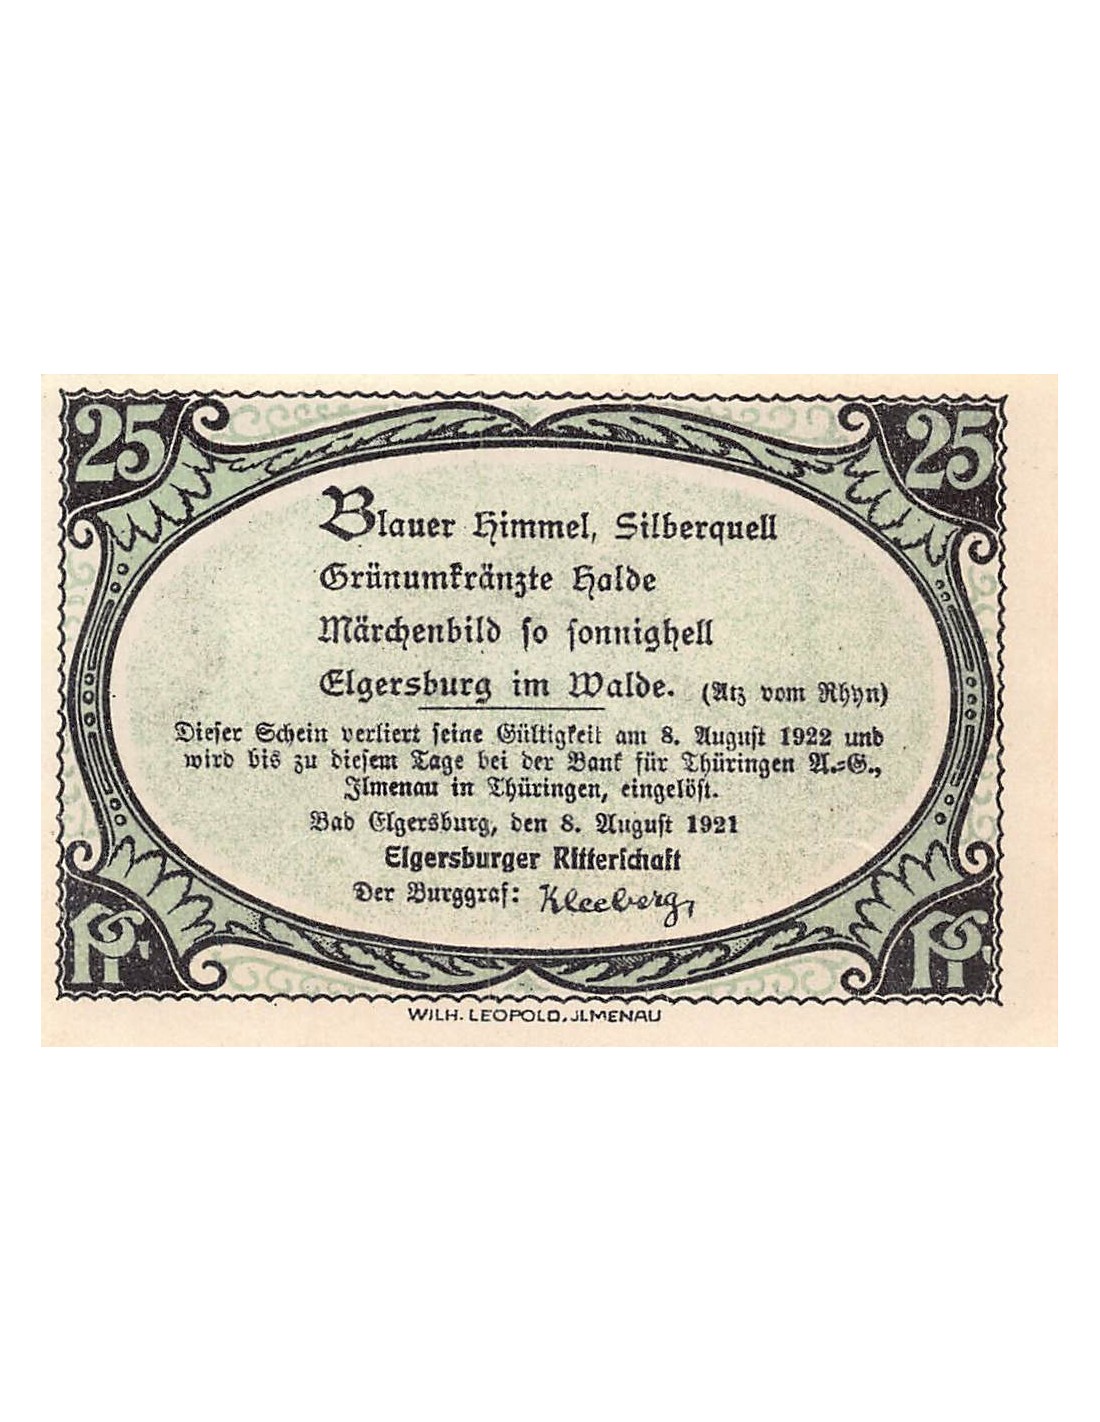 25 25
Blauer Himmel, Silberquell
Grünumkränzte Halde
Märchenbild so sonnighell
Elgersburg im Walde. (Atz vom Rhyn)
Dieser Schein verliert seine Gültigkeit am 8. August 1922 und
wird bis zu diesem Tage bei der Bank für Thüringen A.-G.,
Ilmenau in Thüringen, eingelöst.
Bad Elgersburg, den 8. August 1921
Elgersburger Ritterschaft
Der Burggraf: Kleeberg,
Pf. Pf.
WILH. LEOPOLD. JLMENAU